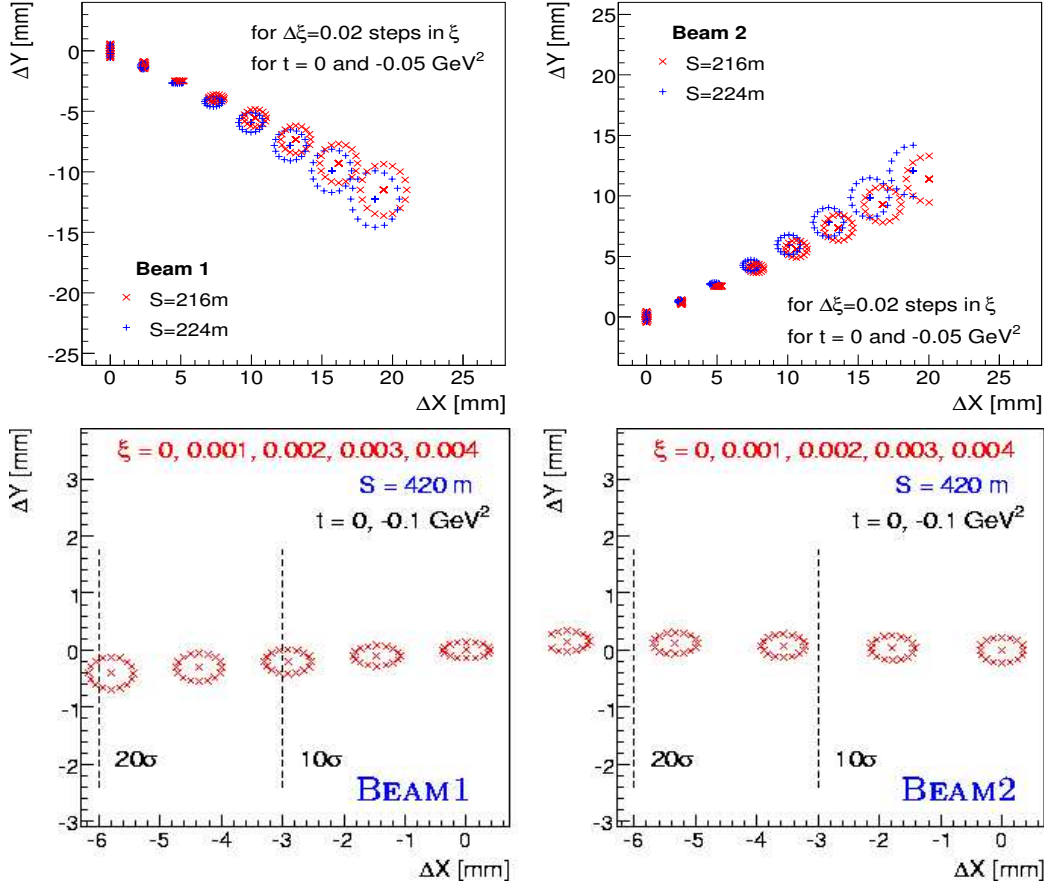 ΔY [mm]
0
-5
-10
-15
-20
-25
for Δξ=0.02 steps in ξ
for t = 0 and -0.05 GeV²
Beam 1
S=216m
S=224m
0 5 10 15 20 25
ΔX [mm]
ΔY [mm]
25
20
15
10
5
0
Beam 2
S=216m
S=224m
for Δξ=0.02 steps in ξ
for t = 0 and -0.05 GeV²
0 5 10 15 20 25
ΔX [mm]
ΔY [mm]
3
2
1
0
-1
-2
-3
ξ = 0, 0.001, 0.002, 0.003, 0.004
S = 420 m
t = 0, -0.1 GeV²
20σ
10σ
BEAM1
-6 -5 -4 -3 -2 -1 0
ΔX [mm]
ΔY [mm]
3
2
1
0
-1
-2
-3
ξ = 0, 0.001, 0.002, 0.003, 0.004
S = 420 m
t = 0, -0.1 GeV²
20σ
10σ
BEAM2
-6 -5 -4 -3 -2 -1 0
ΔX [mm]